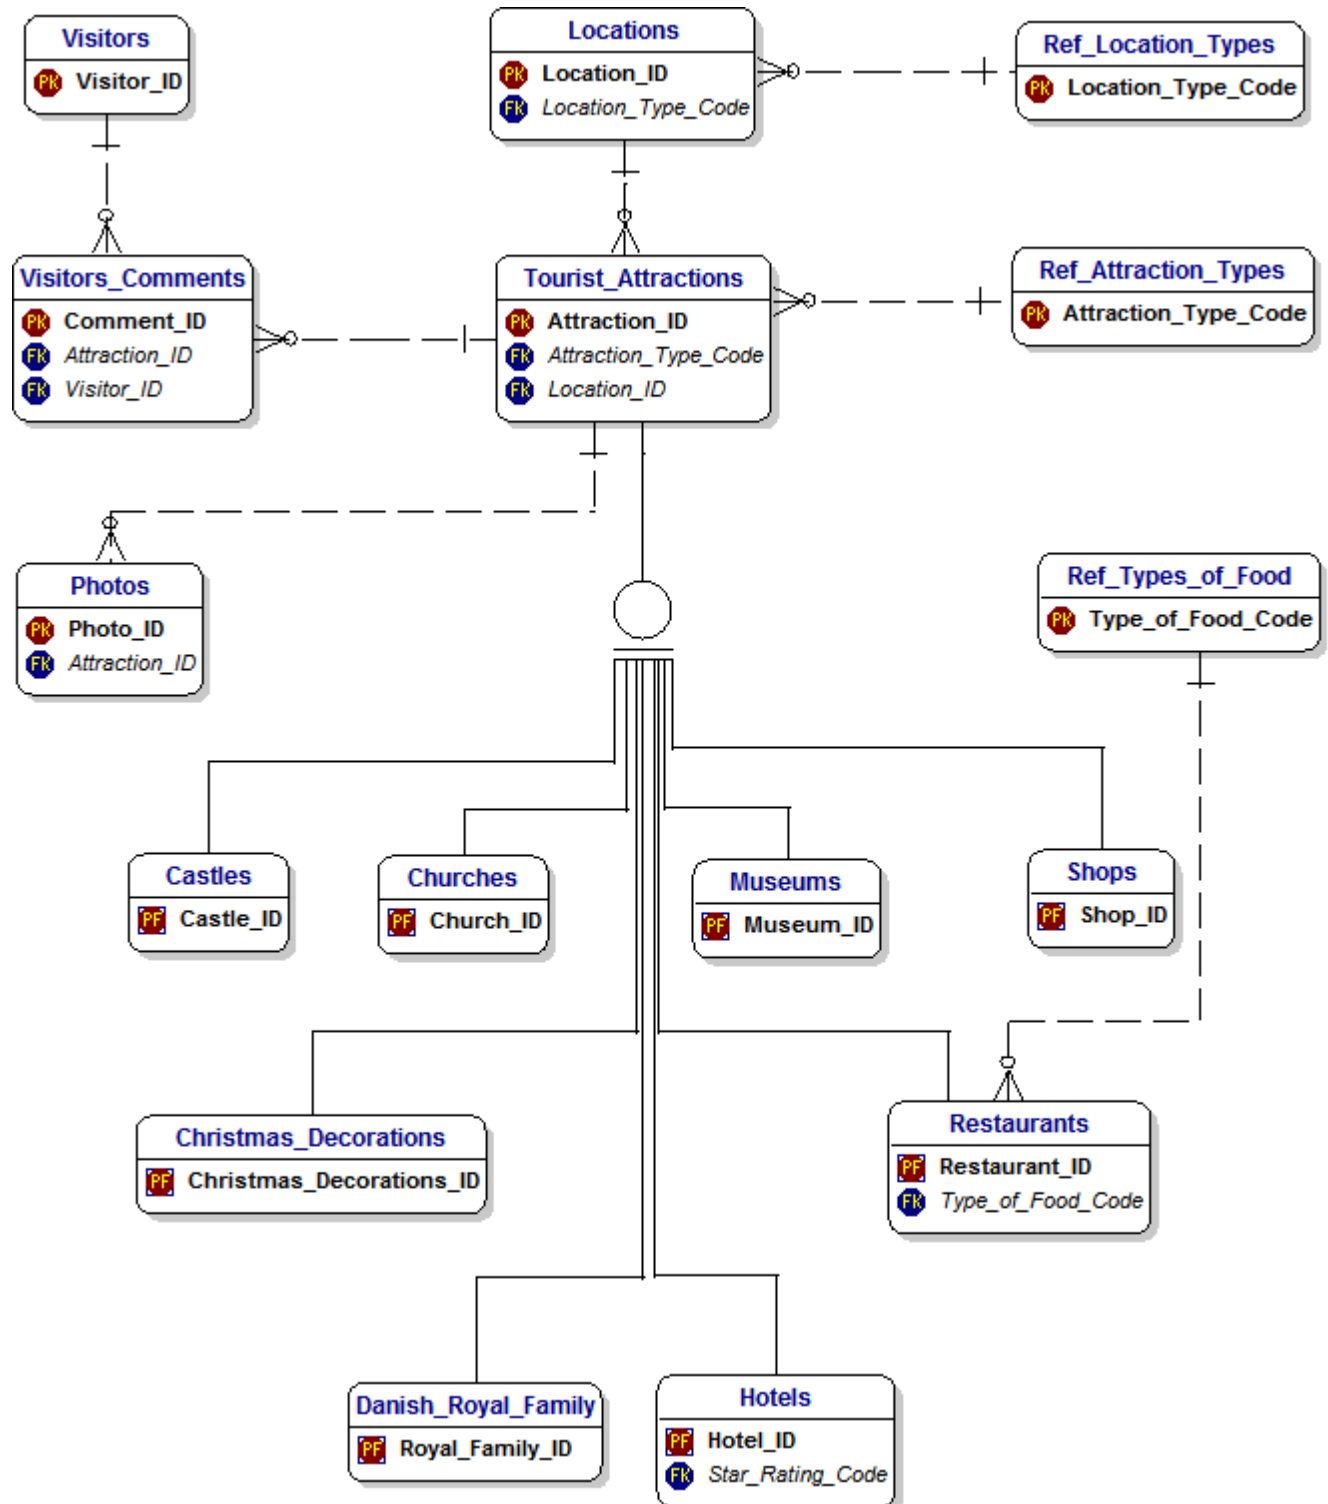 Visitors
PK Visitor_ID
Locations
PK Location_ID
FK Location_Type_Code
Ref_Location_Types
PK Location_Type_Code
Visitors_Comments
PK Comment_ID
FK Attraction_ID
FK Visitor_ID
Tourist_Attractions
PK Attraction_ID
FK Attraction_Type_Code
FK Location_ID
Ref_Attraction_Types
PK Attraction_Type_Code
Photos
PK Photo_ID
FK Attraction_ID
Ref_Types_of_Food
PK Type_of_Food_Code
Castles
PF Castle_ID
Churches
PF Church_ID
Museums
PF Museum_ID
Shops
PF Shop_ID
Christmas_Decorations
PF Christmas_Decorations_ID
Restaurants
PF Restaurant_ID
FK Type_of_Food_Code
Danish_Royal_Family
PF Royal_Family_ID
Hotels
PF Hotel_ID
FK Star_Rating_Code